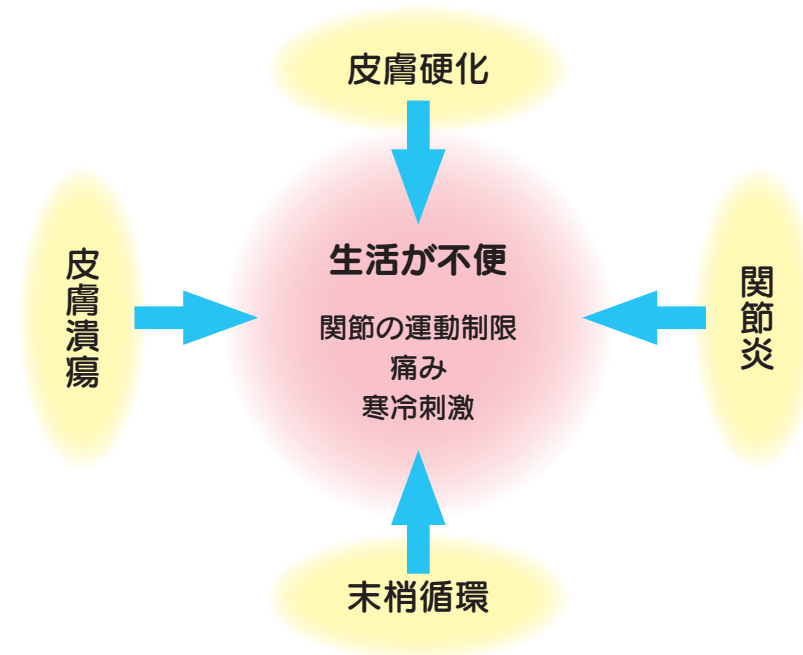 皮膚硬化
皮膚潰瘍
生活が不便
関節の運動制限
痛み
寒冷刺激
関節炎
末梢循環